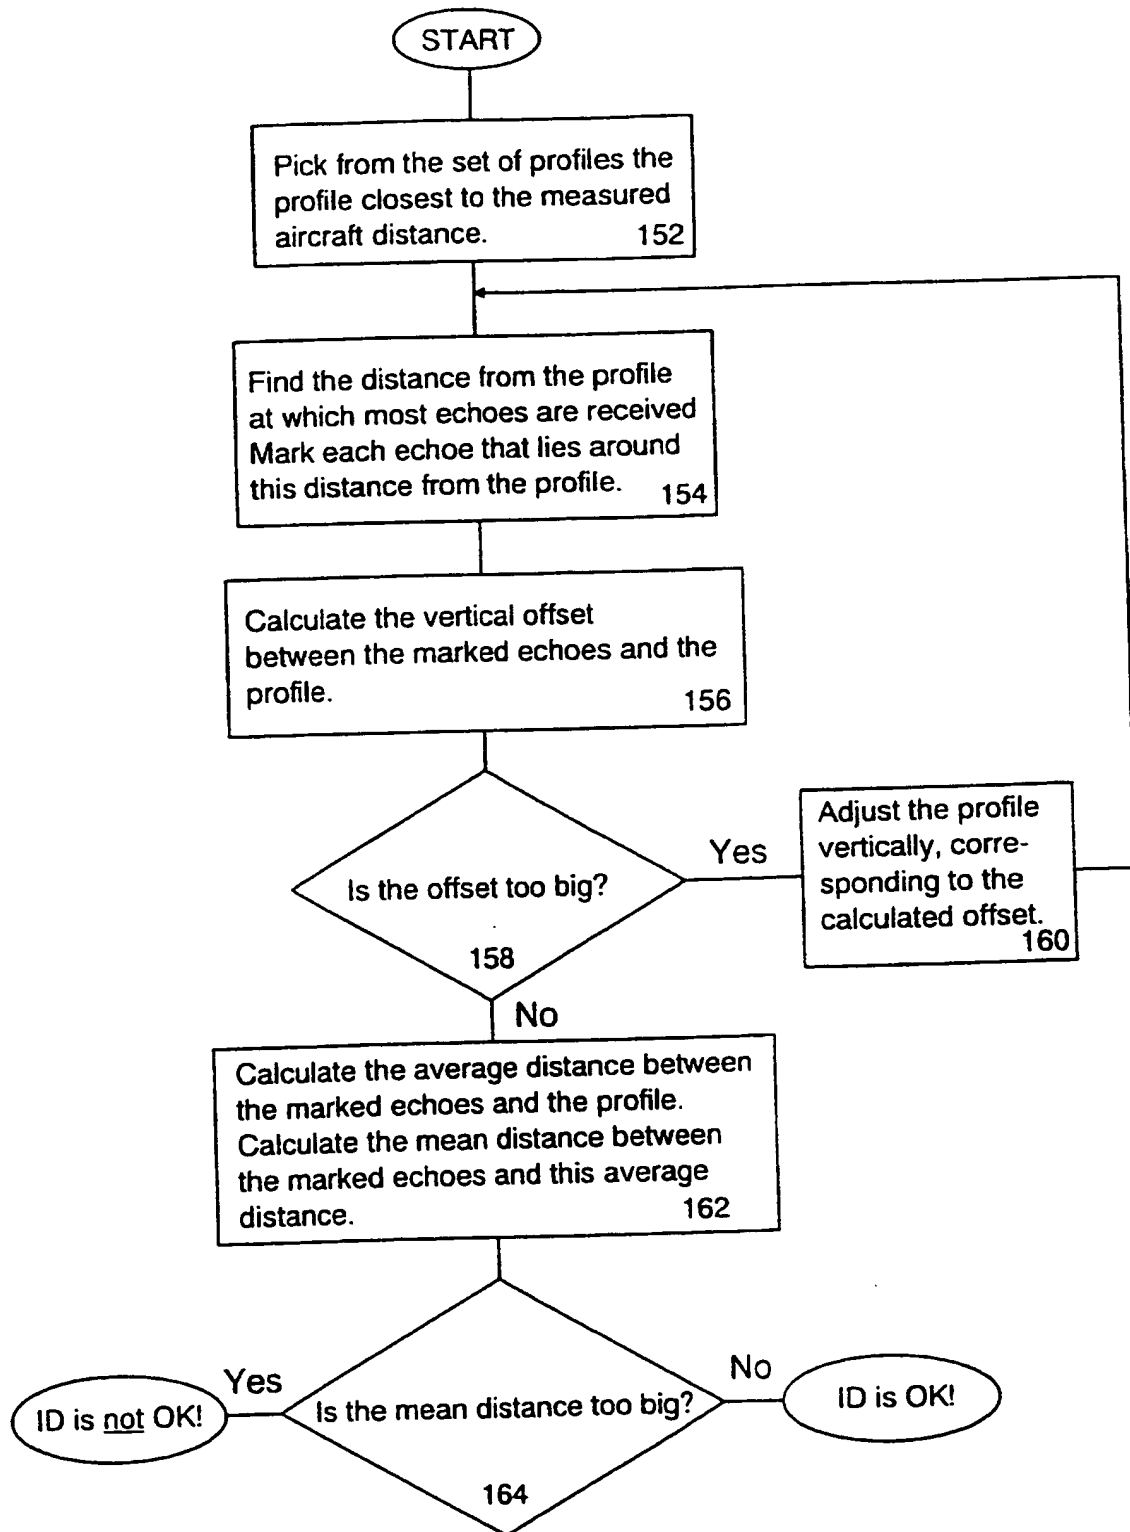 START
Pick from the set of profiles the
profile closest to the measured
aircraft distance.
152
Find the distance from the profile
at which most echoes are received
Mark each echoe that lies around
this distance from the profile.
154
Calculate the vertical offset
between the marked echoes and the
profile.
156
Is the offset too big?
158
Yes
Adjust the profile
vertically, corre-
sponding to the
calculated offset.
160
No
Calculate the average distance between
the marked echoes and the profile.
Calculate the mean distance between
the marked echoes and this average
distance.
162
Is the mean distance too big?
164
Yes
ID is not OK!
No
ID is OK!